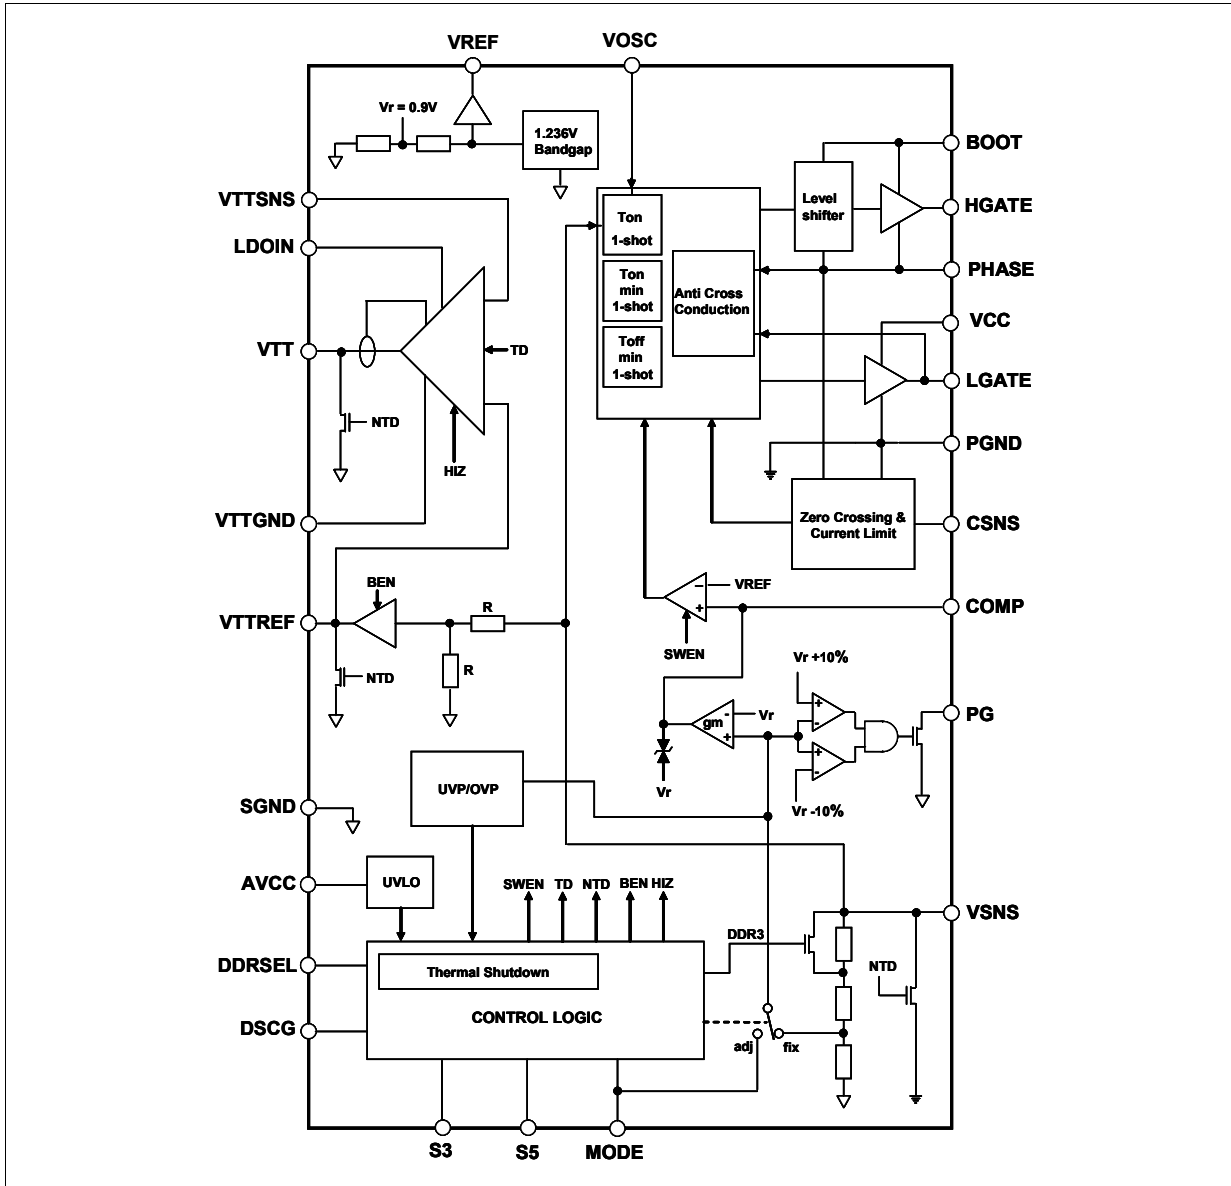 VREF
VOSC
Vr = 0.9V
1.236V
Bandgap
BOOT
VTTSNS
Level
shifter
HGATE
Ton
1-shot
LDOIN
PHASE
Ton
min
1-shot
Anti Cross
Conduction
VCC
VTT
TD
Toff
min
1-shot
LGATE
NTD
PGND
HIZ
VTTGND
Zero Crossing &
Current Limit
CSNS
BEN
VREF
−
+
COMP
R
VTTREF
SWEN
R
NTD
Vr +10%
gm
-
+
Vr
+
-
PG
+
-
Vr
Vr -10%
UVP/OVP
SGND
AVCC
UVLO
SWEN
TD
NTD
BEN
HIZ
VSNS
DDR3
DDRSEL
Thermal Shutdown
NTD
CONTROL LOGIC
DSCG
adj
fix
S3
S5
MODE